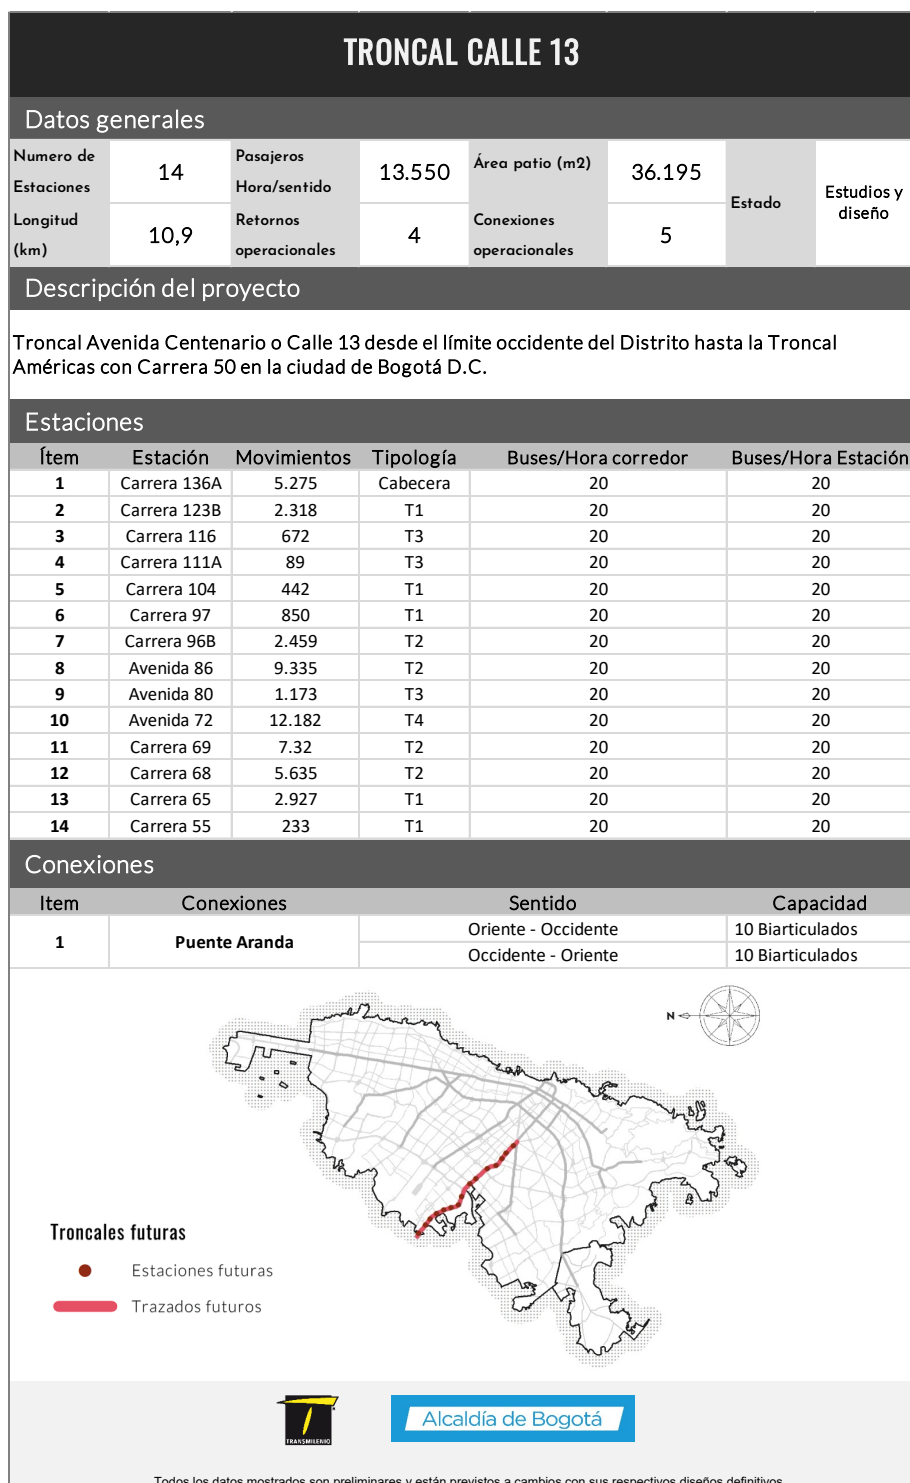 TRONCAL CALLE 13
Datos generales
Numero de Estaciones 14 Pasajeros Hora/sentido 13.550 Área patio (m2) 36.195 Estado Estudios y diseño
Longitud (km) 10,9 Retornos operacionales 4 Conexiones operacionales 5
Descripción del proyecto
Troncal Avenida Centenario o Calle 13 desde el límite occidente del Distrito hasta la Troncal
Américas con Carrera 50 en la ciudad de Bogotá D.C.
Estaciones
Ítem Estación Movimientos Tipología Buses/Hora corredor Buses/Hora Estación
1 Carrera 136A 5.275 Cabecera 20 20
2 Carrera 123B 2.318 T1 20 20
3 Carrera 116 672 T3 20 20
4 Carrera 111A 89 T3 20 20
5 Carrera 104 442 T1 20 20
6 Carrera 97 850 T1 20 20
7 Carrera 96B 2.459 T2 20 20
8 Avenida 86 9.335 T2 20 20
9 Avenida 80 1.173 T3 20 20
10 Avenida 72 12.182 T4 20 20
11 Carrera 69 7.32 T2 20 20
12 Carrera 68 5.635 T2 20 20
13 Carrera 65 2.927 T1 20 20
14 Carrera 55 233 T1 20 20
Conexiones
Item Conexiones Sentido Capacidad
1 Puente Aranda Oriente - Occidente 10 Biarticulados
Occidente - Oriente 10 Biarticulados
N
Troncales futuras
Estaciones futuras
Trazados futuros
TRANSMILENIO
Alcaldía de Bogotá
Todos los datos mostrados son preliminares y están previstos a cambios con sus respectivos diseños definitivos